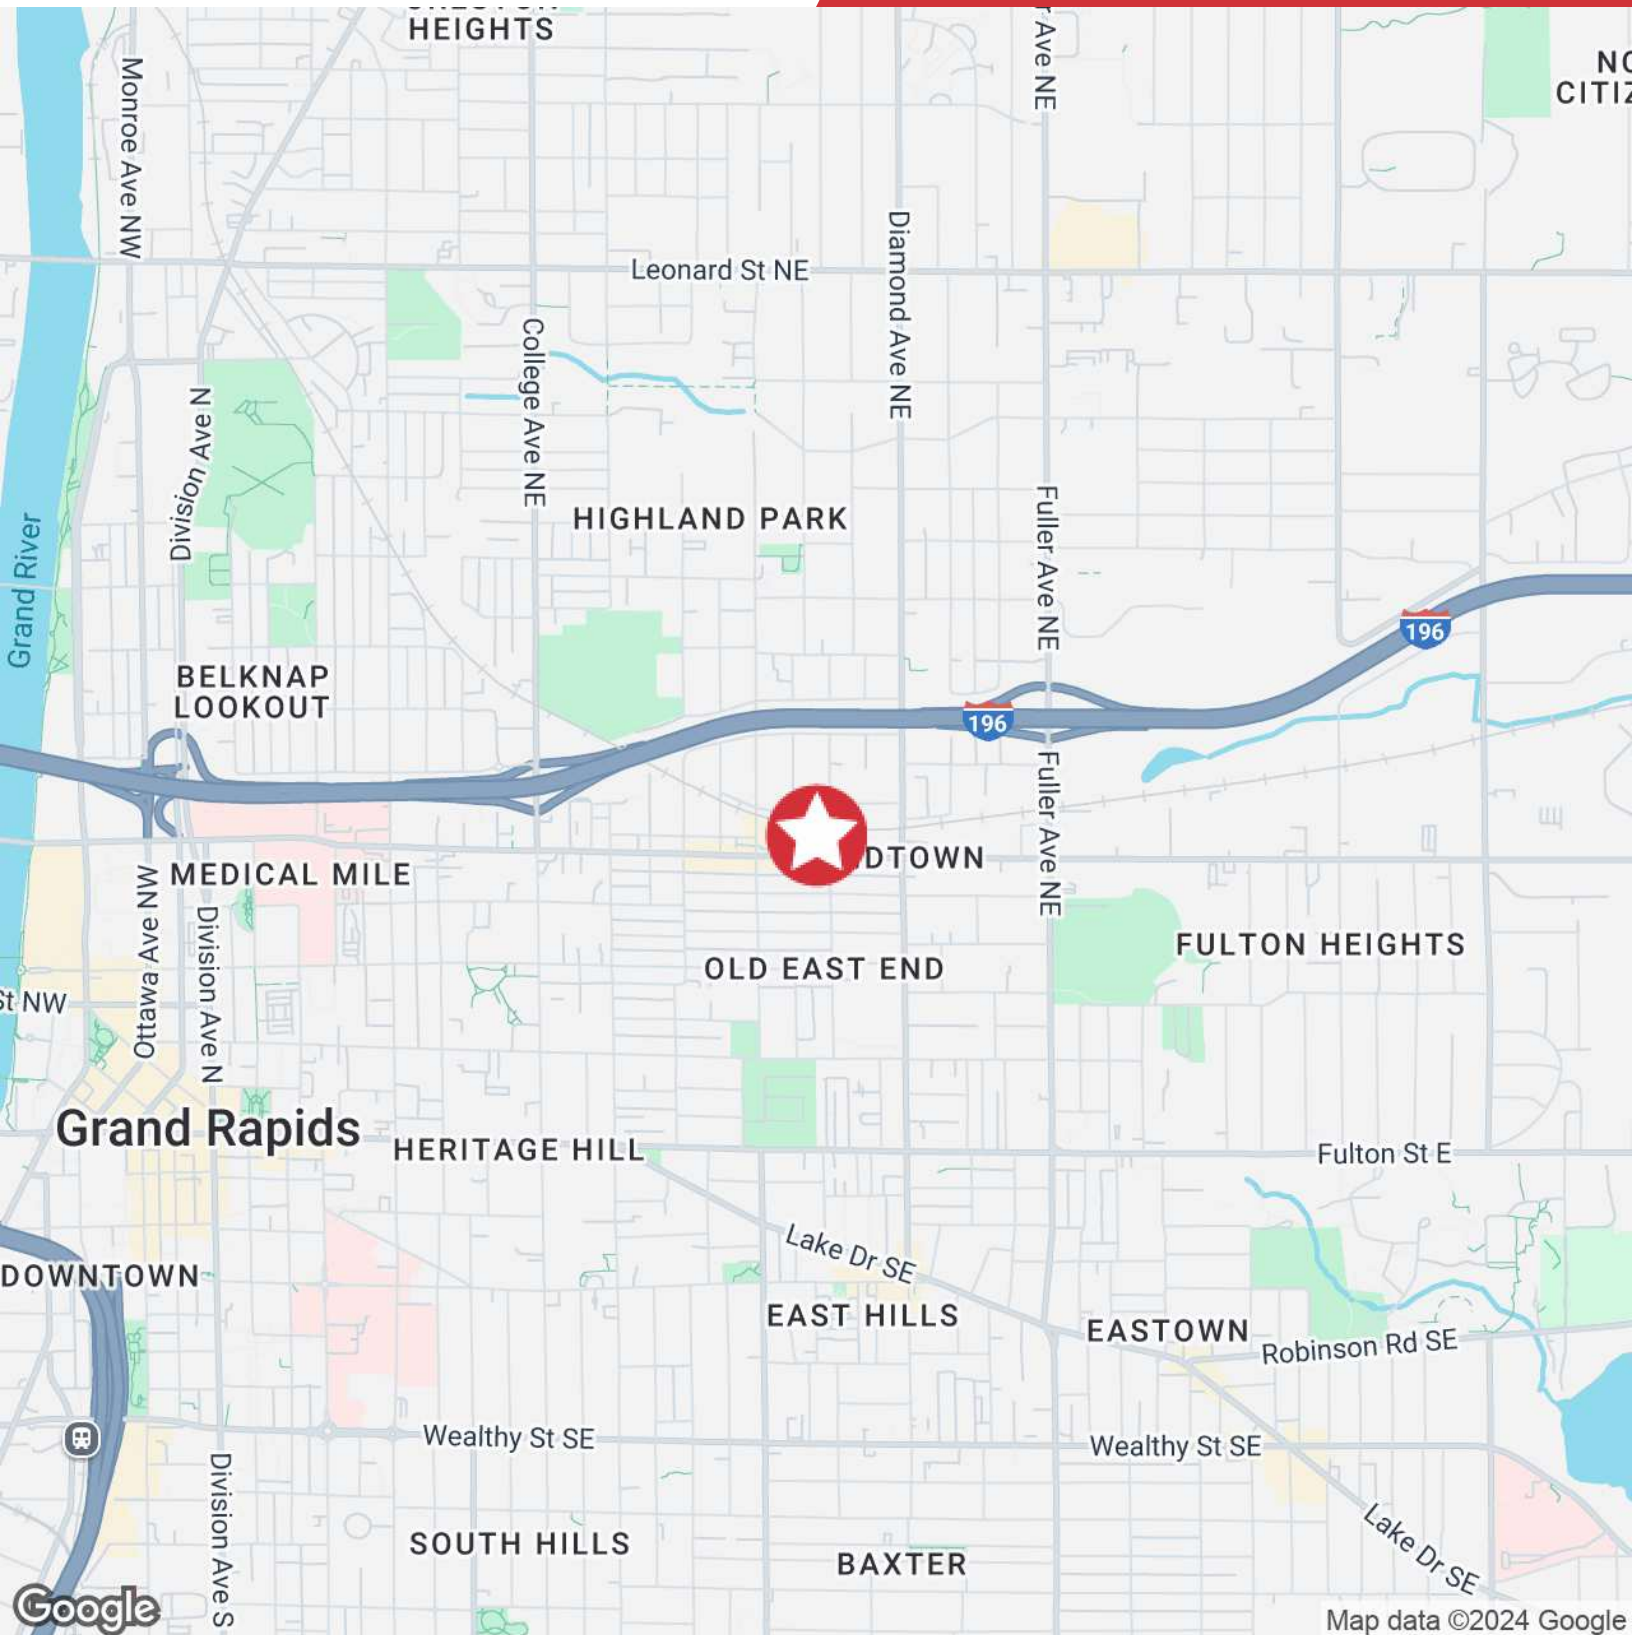 HEIGHTS
Ave NE
Monroe Ave NW
Diamond Ave NE
Leonard St NE
College Ave NE
Division Ave N
HIGHLAND PARK
Fuller Ave NE
Grand River
196
BELKNAP
LOOKOUT
196
Fuller Ave NE
DTOWN
MEDICAL MILE
Ottawa Ave NW
Division Ave N
FULTON HEIGHTS
OLD EAST END
St NW
Grand Rapids
HERITAGE HILL
Fulton St E
Lake Dr SE
DOWNTOWN
EAST HILLS
EASTOWN
Robinson Rd SE
Wealthy St SE
Wealthy St SE
Division Ave S
SOUTH HILLS
BAXTER
Lake Dr SE
Google
Map data ©2024 Google